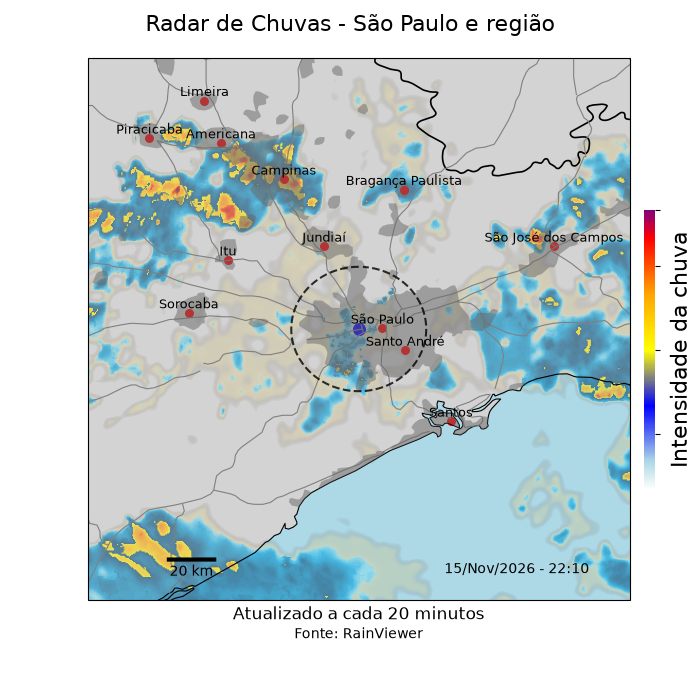 Radar de Chuvas - São Paulo e região
Limeira
Piracicaba
Americana
Campinas
Bragança Paulista
Jundiaí
São José dos Campos
Itu
Sorocaba
São Paulo
Santo André
Santos
Intensidade da chuva
20 km
15/Nov/2026 - 22:10
Atualizado a cada 20 minutos
Fonte: RainViewer